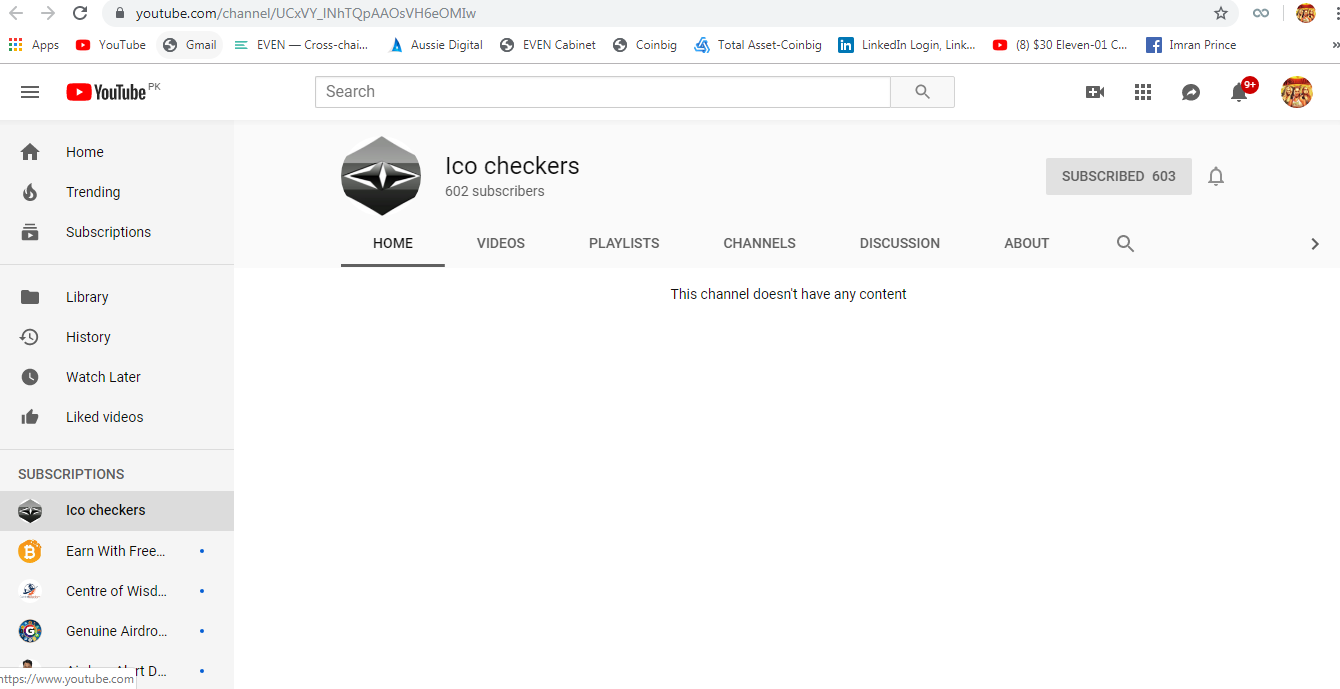 youtube.com/channel/UCxVY_lNhTQpAAOsVH6eOMIw
Apps YouTube Gmail EVEN — Cross-chai... Aussie Digital EVEN Cabinet Coinbig Total Asset-Coinbig LinkedIn Login, Link... (8) $30 Eleven-01 C... Imran Prince »
YouTube PK Search 9+
Home
Trending
Subscriptions
Library
History
Watch Later
Liked videos
SUBSCRIPTIONS
Ico checkers
Earn With Free...
Centre of Wisd...
Genuine Airdro...
https://www.youtube.com
Ico checkers
602 subscribers
SUBSCRIBED 603
HOME VIDEOS PLAYLISTS CHANNELS DISCUSSION ABOUT
This channel doesn't have any content